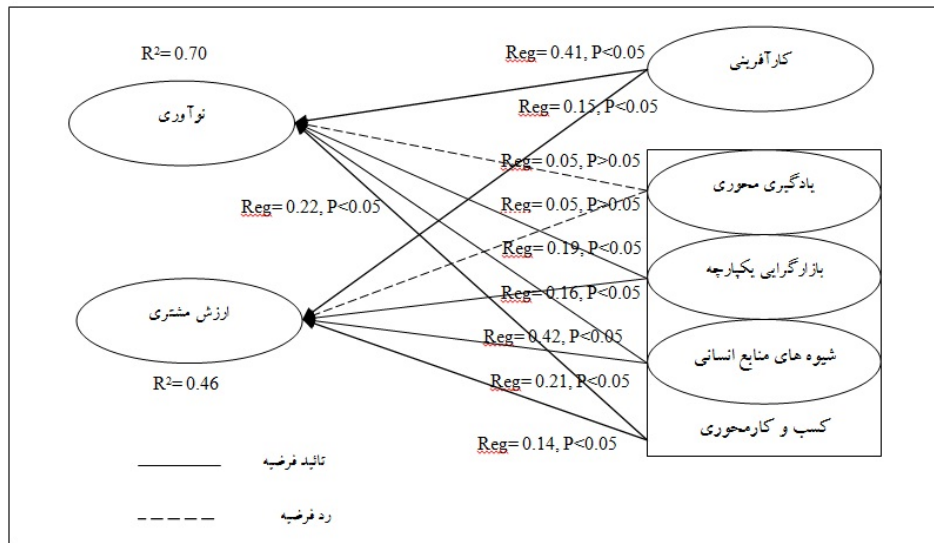 R²= 0.70
Reg= 0.41, P<0.05
کارآفرینی
نوآوری
Reg= 0.15, P<0.05
Reg= 0.05, P>0.05
یادگیری محوری
Reg= 0.22, P<0.05
Reg= 0.05, P>0.05
Reg= 0.19, P<0.05
بازارگرایی یکپارچه
Reg= 0.16, P<0.05
ارزش مشتری
Reg= 0.42, P<0.05
شیوه های منابع انسانی
R²= 0.46
Reg= 0.21, P<0.05
کسب و کارمحوری
Reg= 0.14, P<0.05
تائید فرضیه
رد فرضیه